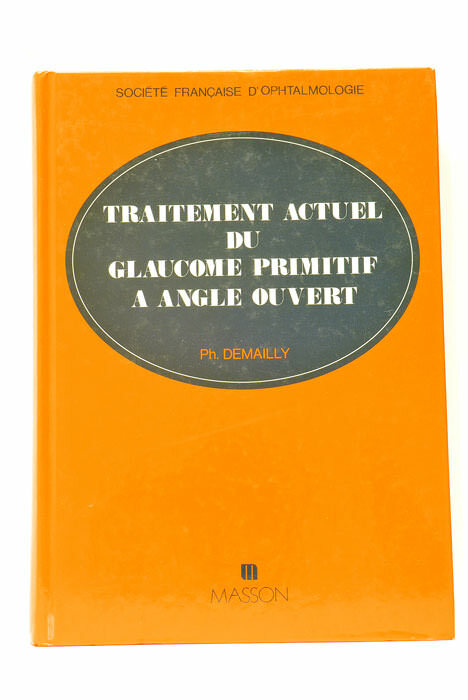 SOCIÉTÉ FRANÇAISE D'OPHTALMOLOGIE
TRAITEMENT ACTUEL
DU
GLAUCOME PRIMITIF
A ANGLE OUVERT
Ph. DEMAILLY
m
MASSON